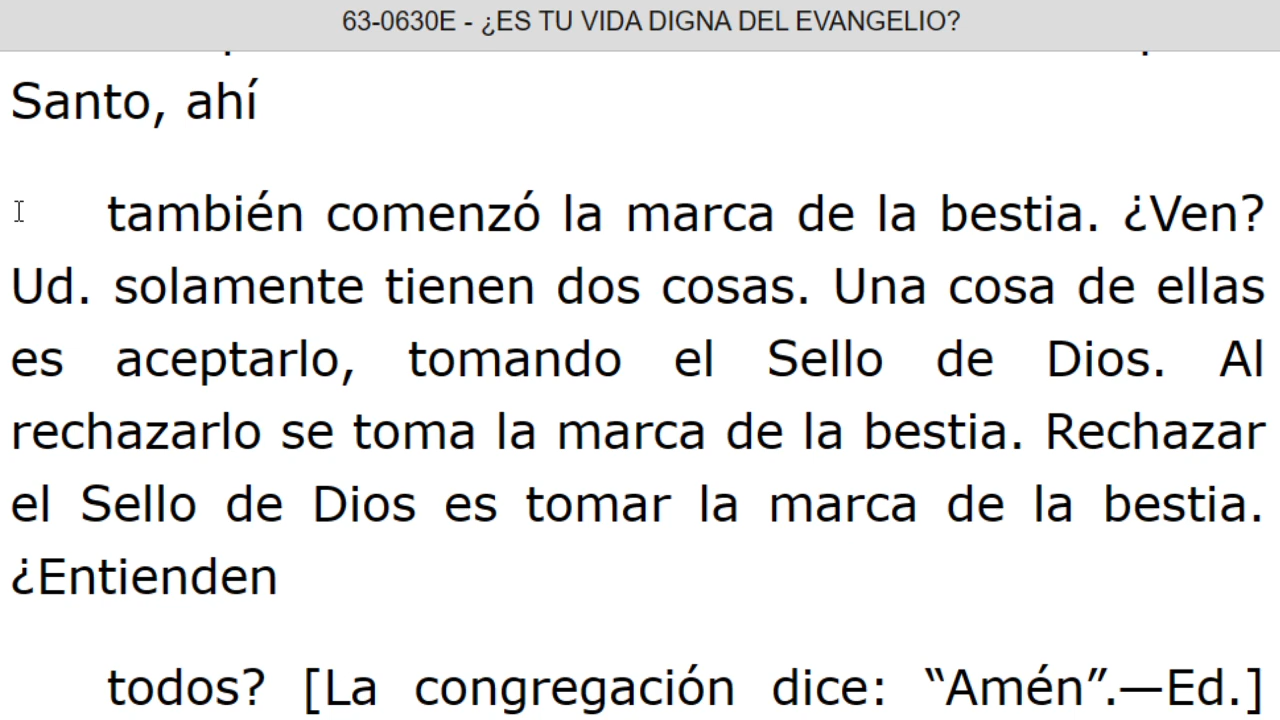 63-0630E - ¿ES TU VIDA DIGNA DEL EVANGELIO?
Santo, ahí
también comenzó la marca de la bestia. ¿Ven?
Ud. solamente tienen dos cosas. Una cosa de ellas
es aceptarlo, tomando el Sello de Dios. Al
rechazarlo se toma la marca de la bestia. Rechazar
el Sello de Dios es tomar la marca de la bestia.
¿Entienden
todos? [La congregación dice: “Amén”.—Ed.]